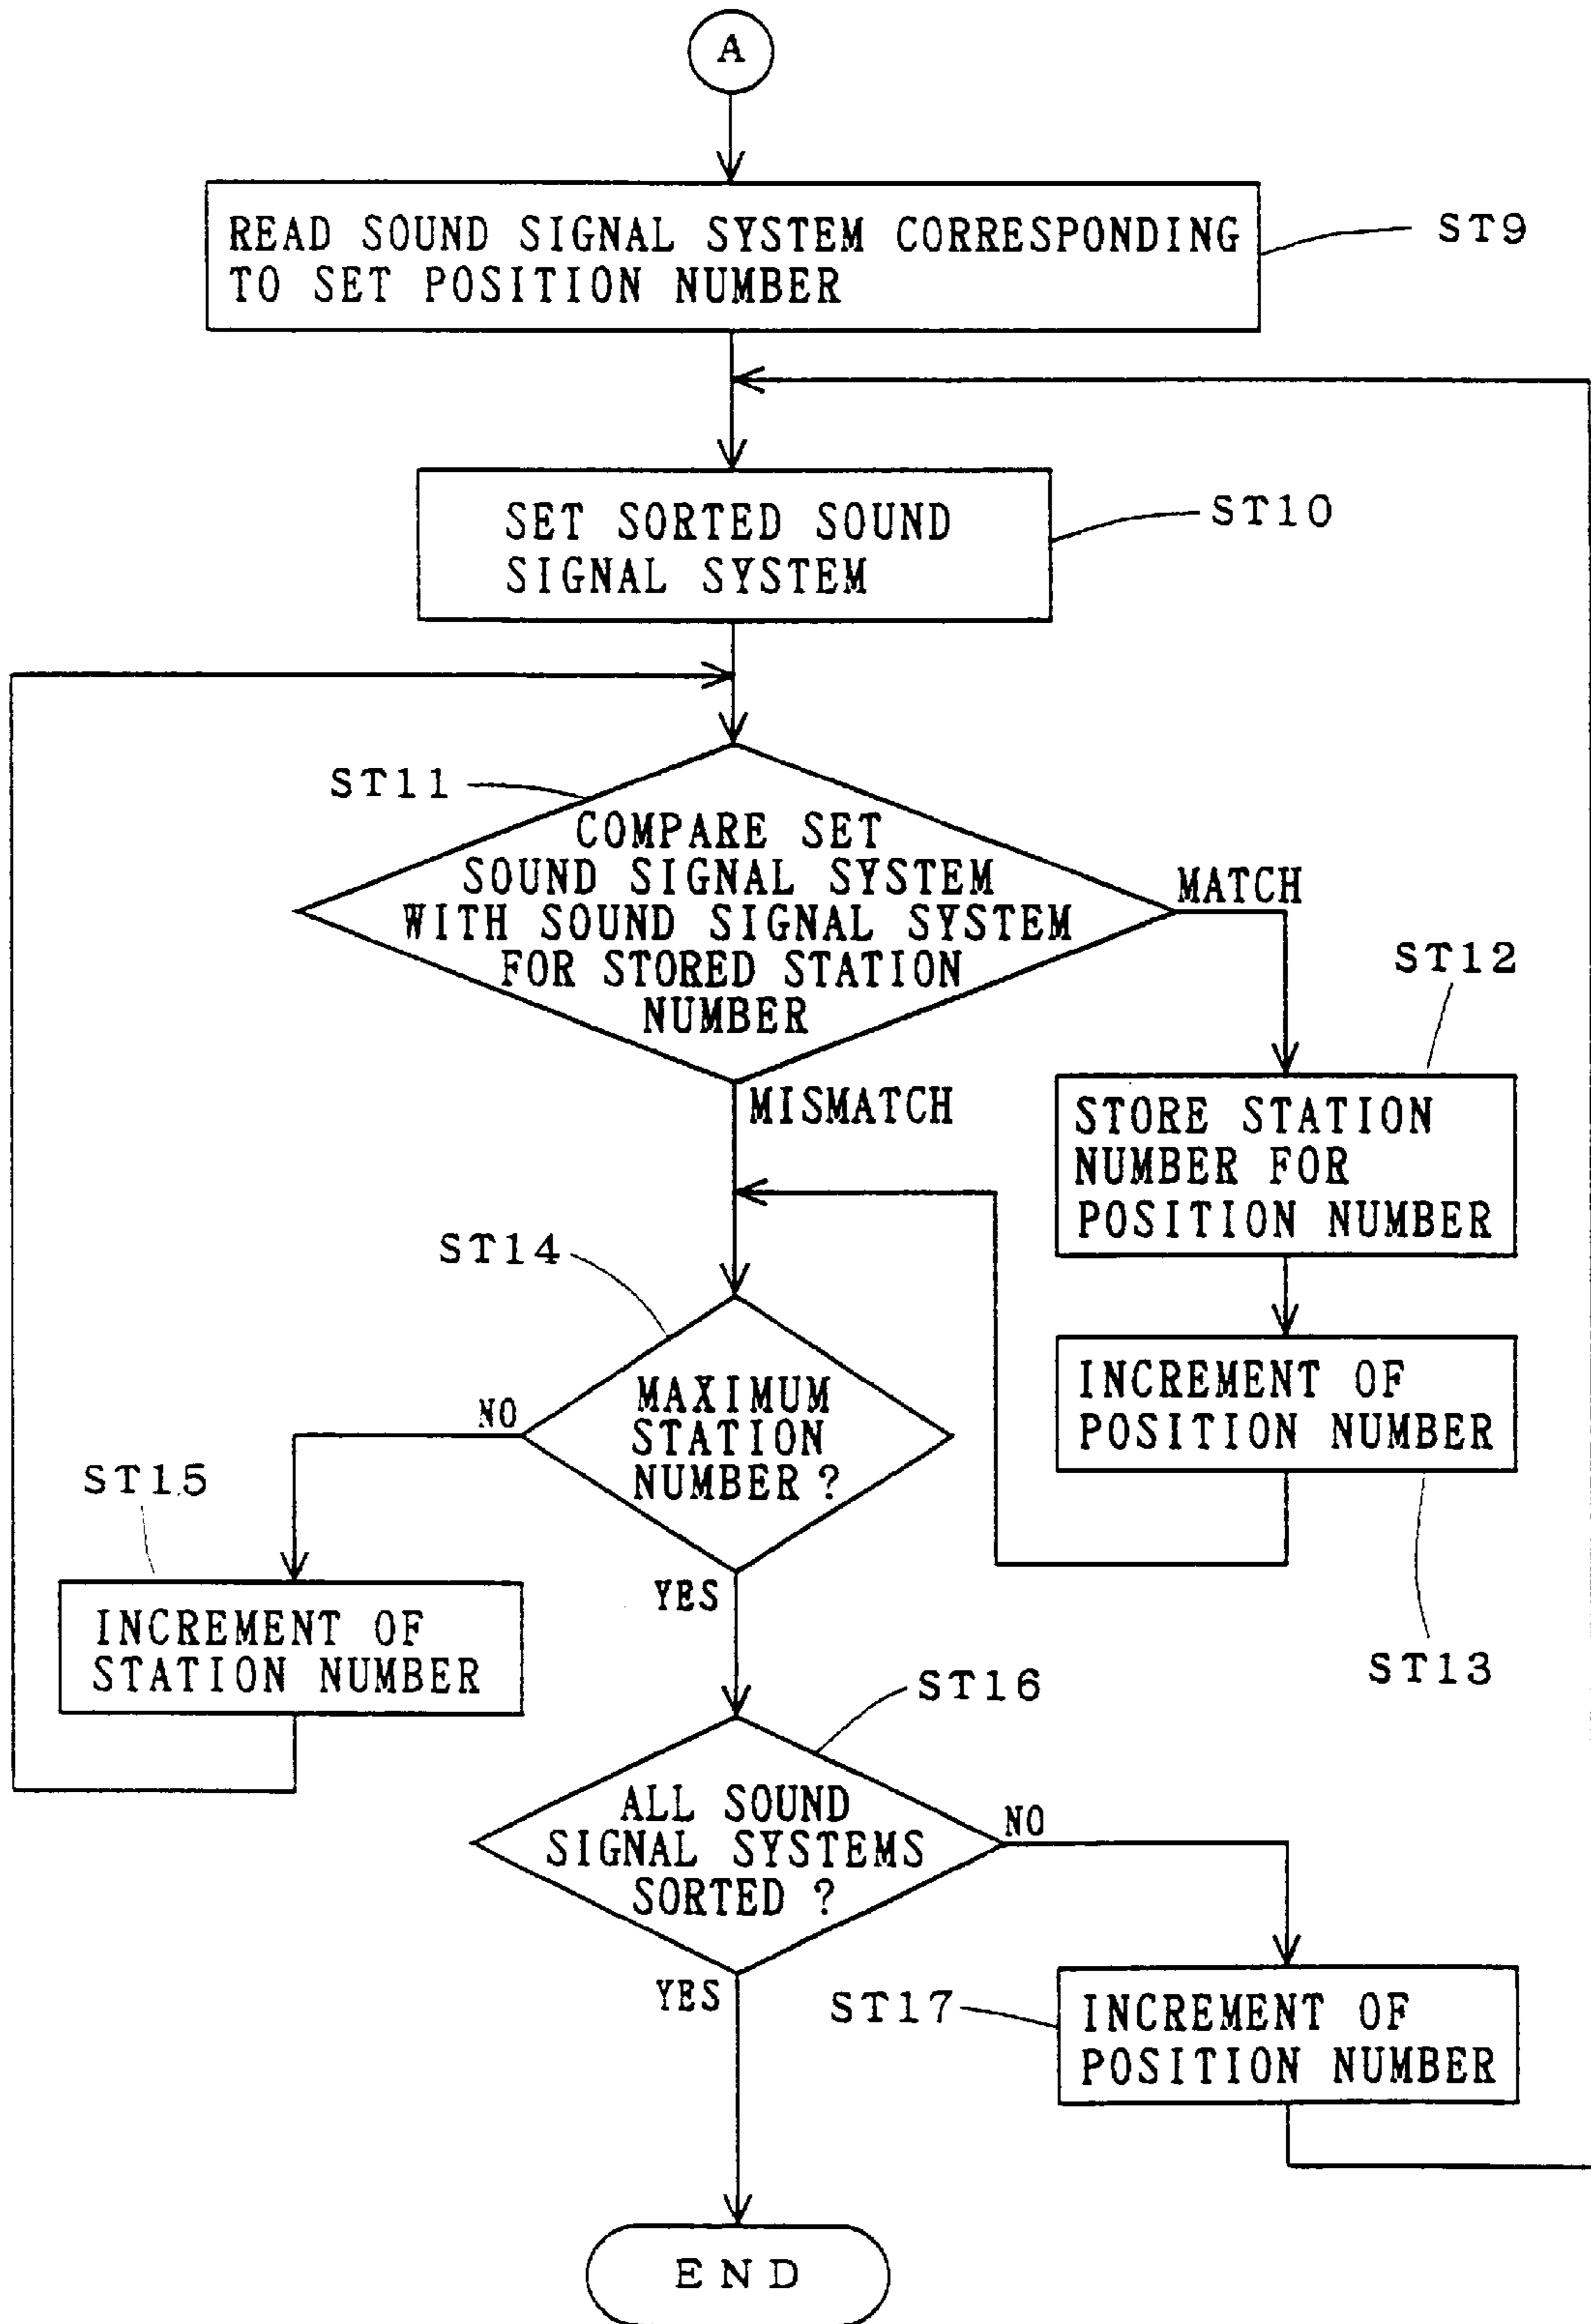 A
READ SOUND SIGNAL SYSTEM CORRESPONDING
TO SET POSITION NUMBER
ST9
SET SORTED SOUND
SIGNAL SYSTEM
ST10
ST11
COMPARE SET
SOUND SIGNAL SYSTEM
WITH SOUND SIGNAL SYSTEM
FOR STORED STATION
NUMBER
MATCH
MISMATCH
ST12
STORE STATION
NUMBER FOR
POSITION NUMBER
INCREMENT OF
POSITION NUMBER
ST13
ST14
MAXIMUM
STATION
NUMBER ?
NO
YES
ST15
INCREMENT OF
STATION NUMBER
ST16
ALL SOUND
SIGNAL SYSTEMS
SORTED ?
NO
YES
ST17
INCREMENT OF
POSITION NUMBER
END